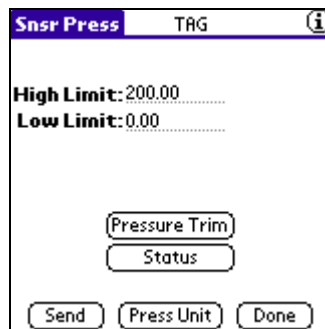 Snsr Press TAG i
High Limit: 200.00
Low Limit: 0.00
Pressure Trim
Status
Send Press Unit Done